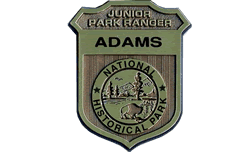 JUNIOR
PARK RANGER
ADAMS
NATIONAL
HISTORICAL PARK